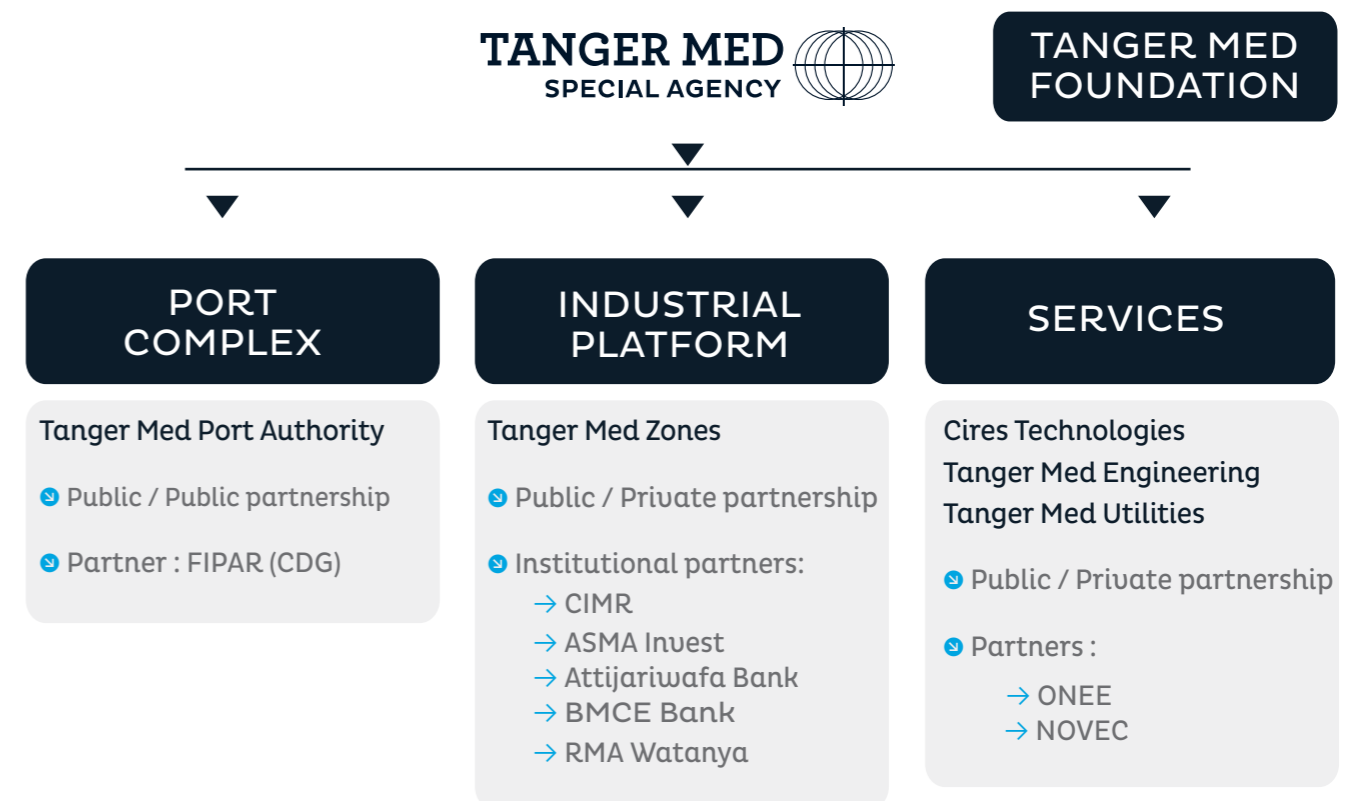 TANGER MED
SPECIAL AGENCY
TANGER MED
FOUNDATION
PORT
COMPLEX
Tanger Med Port Authority
Public / Public partnership
Partner : FIPAR (CDG)
INDUSTRIAL
PLATFORM
Tanger Med Zones
Public / Private partnership
Institutional partners:
→ CIMR
→ ASMA Invest
→ Attijariwafa Bank
→ BMCE Bank
→ RMA Watanya
SERVICES
Cires Technologies
Tanger Med Engineering
Tanger Med Utilities
Public / Private partnership
Partners :
→ ONEE
→ NOVEC